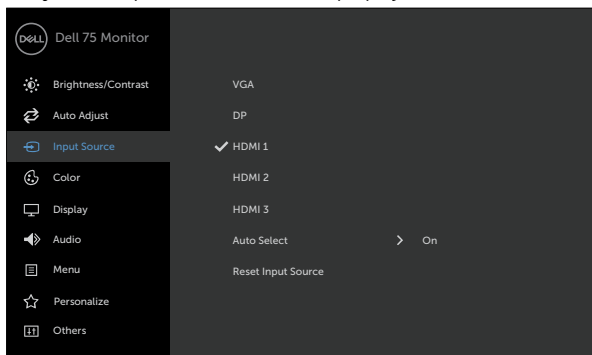 DELL Dell 75 Monitor
Brightness/Contrast
VGA
Auto Adjust
DP
Input Source
HDMI 1
Color
HDMI 2
Display
HDMI 3
Audio
Auto Select
On
Menu
Reset Input Source
Personalize
Others